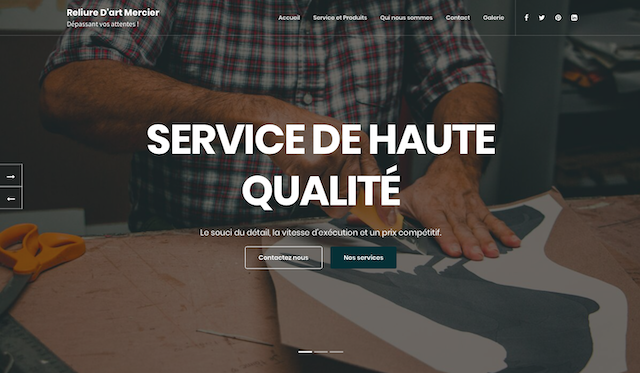 Reliure D'art Mercier
Dépassant vos attentes !
Accueil
Service et Produits
Qui nous sommes
Contact
Galerie
SERVICE DE HAUTE
QUALITÉ
Le souci du détail, la vitesse d'exécution et un prix compétitif.
Contactez nous
Nos services